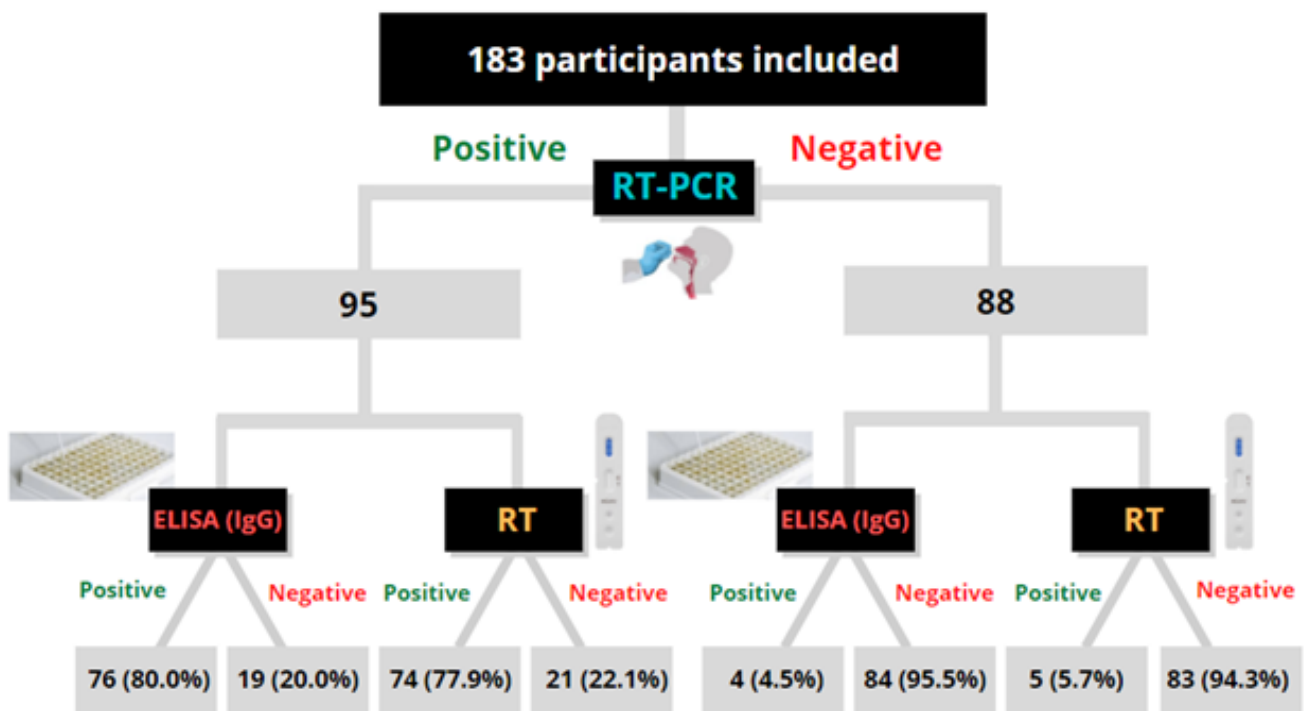 183 participants included
Positive Negative
RT-PCR
95 88
ELISA (IgG) RT ELISA (IgG) RT
Positive Negative Positive Negative Positive Negative Positive Negative
76 (80.0%) 19 (20.0%) 74 (77.9%) 21 (22.1%) 4 (4.5%) 84 (95.5%) 5 (5.7%) 83 (94.3%)